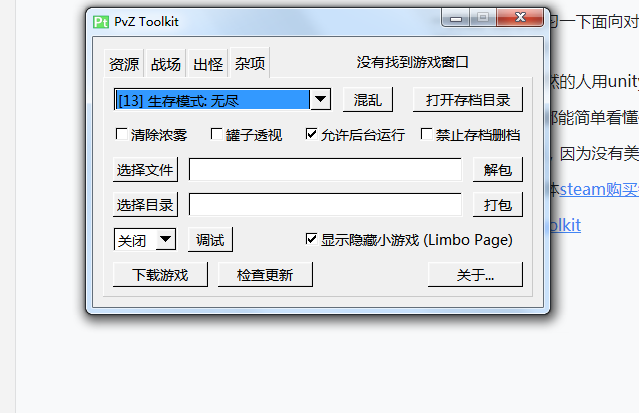 PvZ Toolkit
习一下面向对
资源 战场 出怪 杂项 没有找到游戏窗口
然的人用unity
[13] 生存模式: 无尽 混乱 打开存档目录
都能简单看懂
清除浓雾 罐子透视 允许后台运行 禁止存档删档
，因为没有美
选择文件 解包
体steam购买
选择目录 打包
olkit
关闭 调试 显示隐藏小游戏 (Limbo Page)
下载游戏 检查更新 关于...